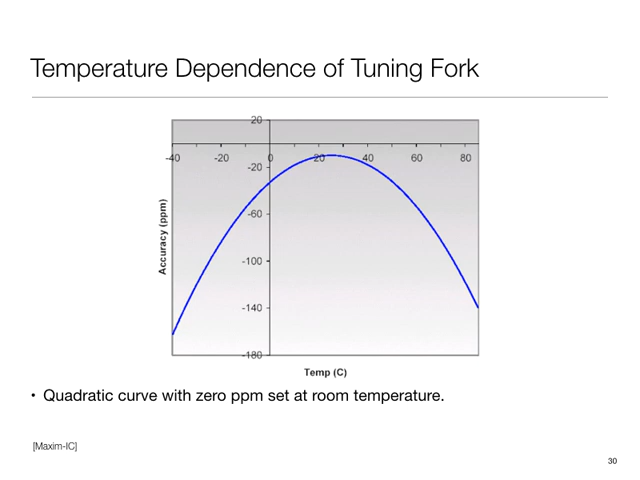 Temperature Dependence of Tuning Fork
20
-40 -20 0 20 40 60 80
-20
-60
-100
-140
-180
Accuracy (ppm)
Temp (C)
• Quadratic curve with zero ppm set at room temperature.
[Maxim-IC]
30